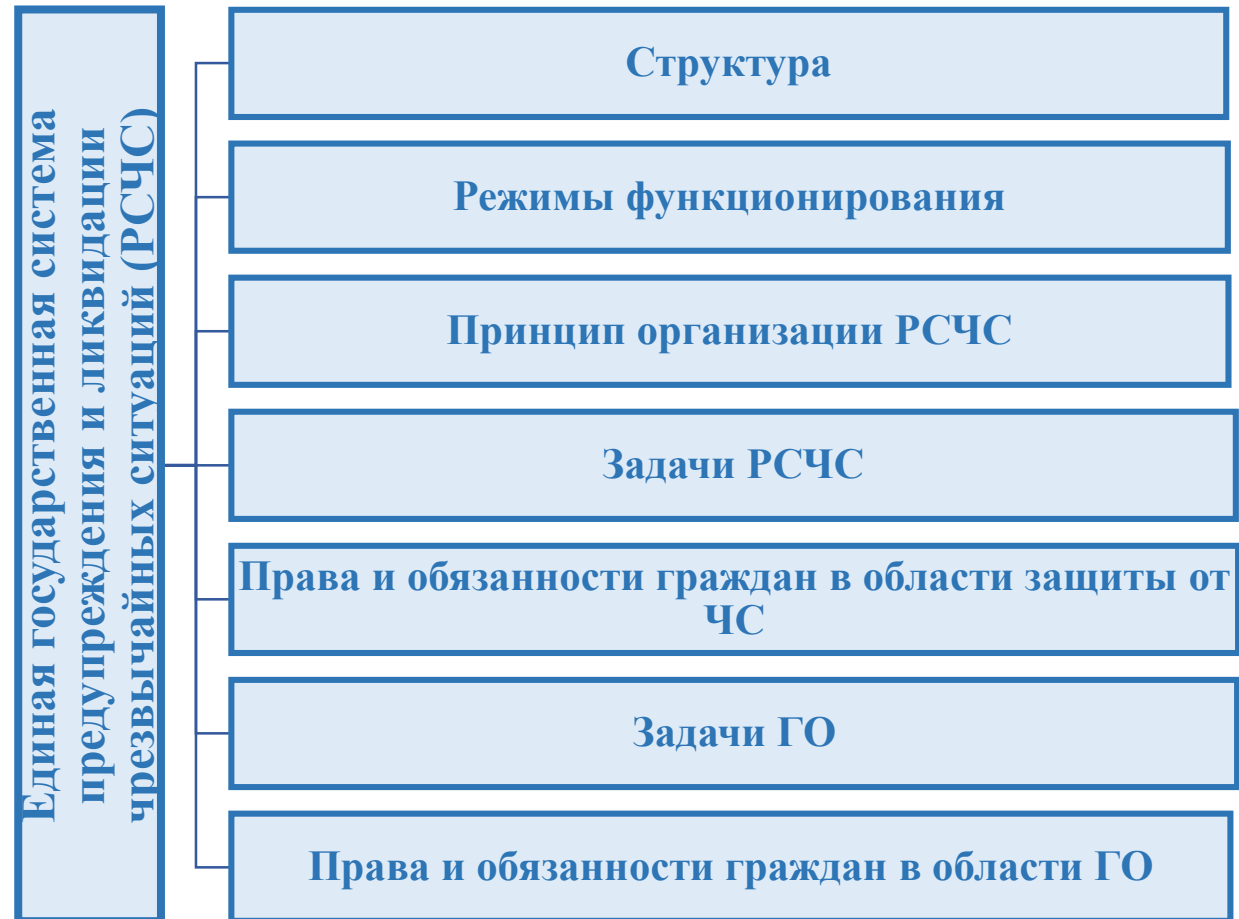 Единая государственная система
предупреждения и ликвидации
чрезвычайных ситуаций (РСЧС)
Структура
Режимы функционирования
Принцип организации РСЧС
Задачи РСЧС
Права и обязанности граждан в области защиты от
ЧС
Задачи ГО
Права и обязанности граждан в области ГО